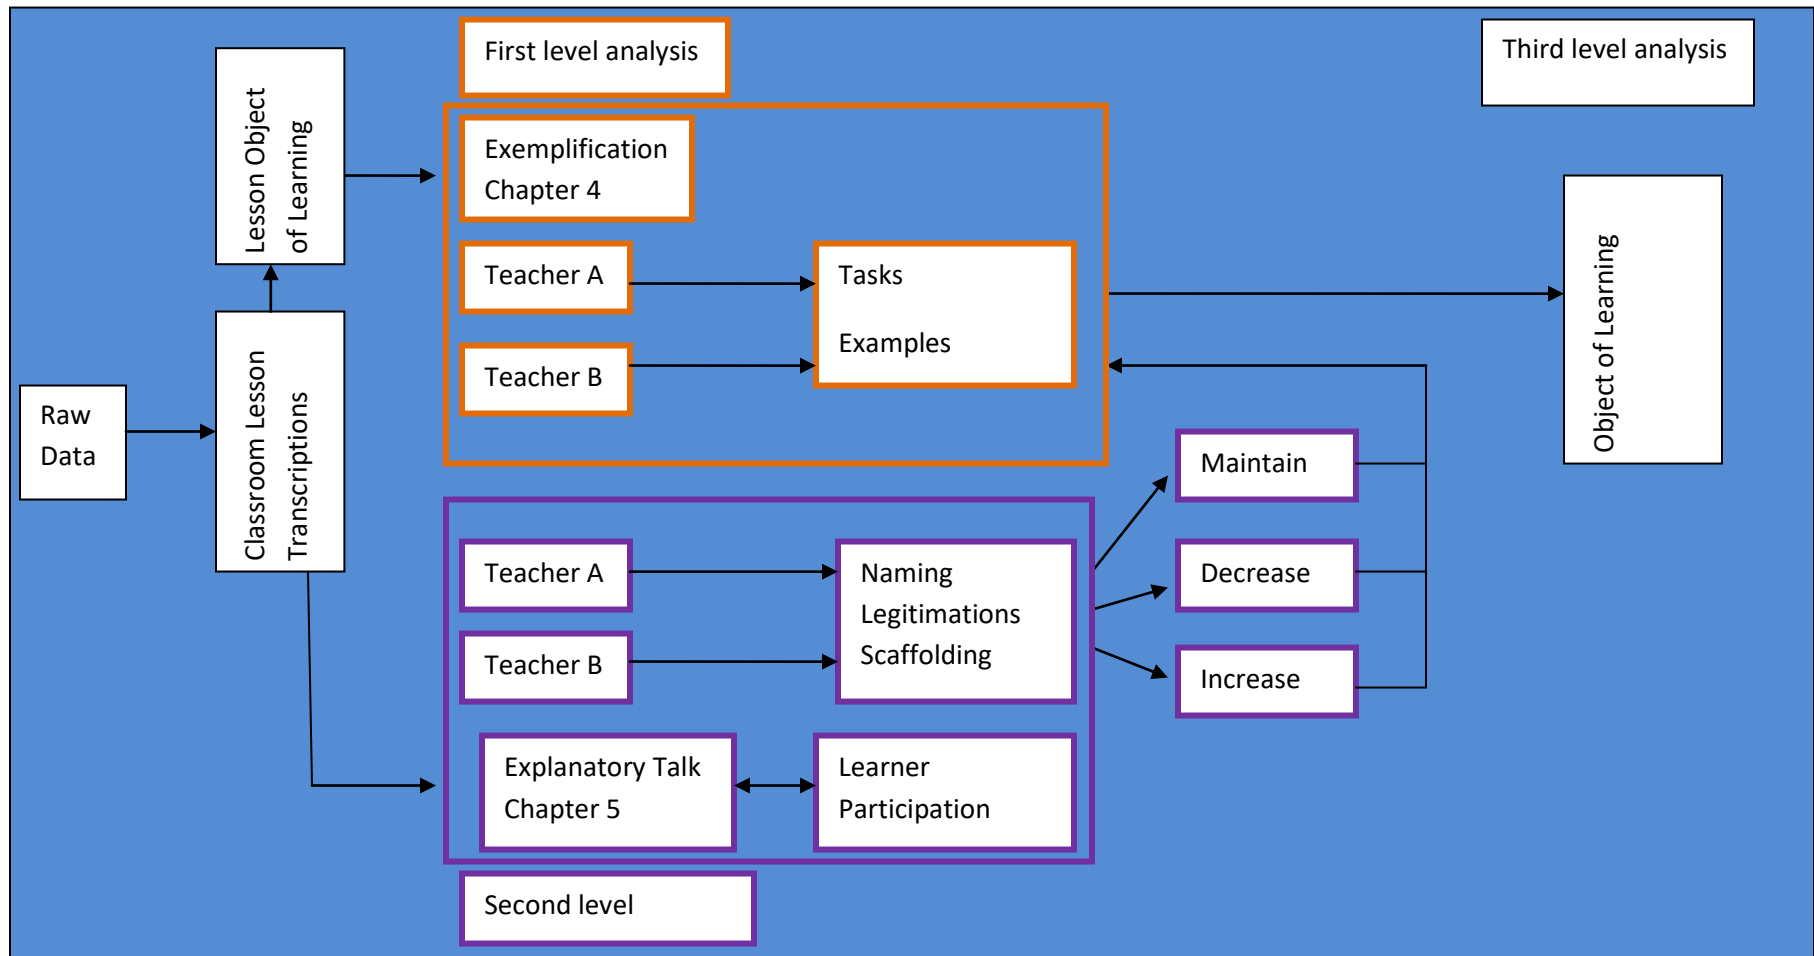 First level analysis
Third level analysis
Lesson Object
of Learning
Exemplification
Chapter 4
Teacher A
Tasks
Examples
Teacher B
Object of Learning
Raw
Data
Classroom Lesson
Transcriptions
Maintain
Teacher A
Naming
Legitimations
Scaffolding
Decrease
Teacher B
Increase
Explanatory Talk
Chapter 5
Learner
Participation
Second level